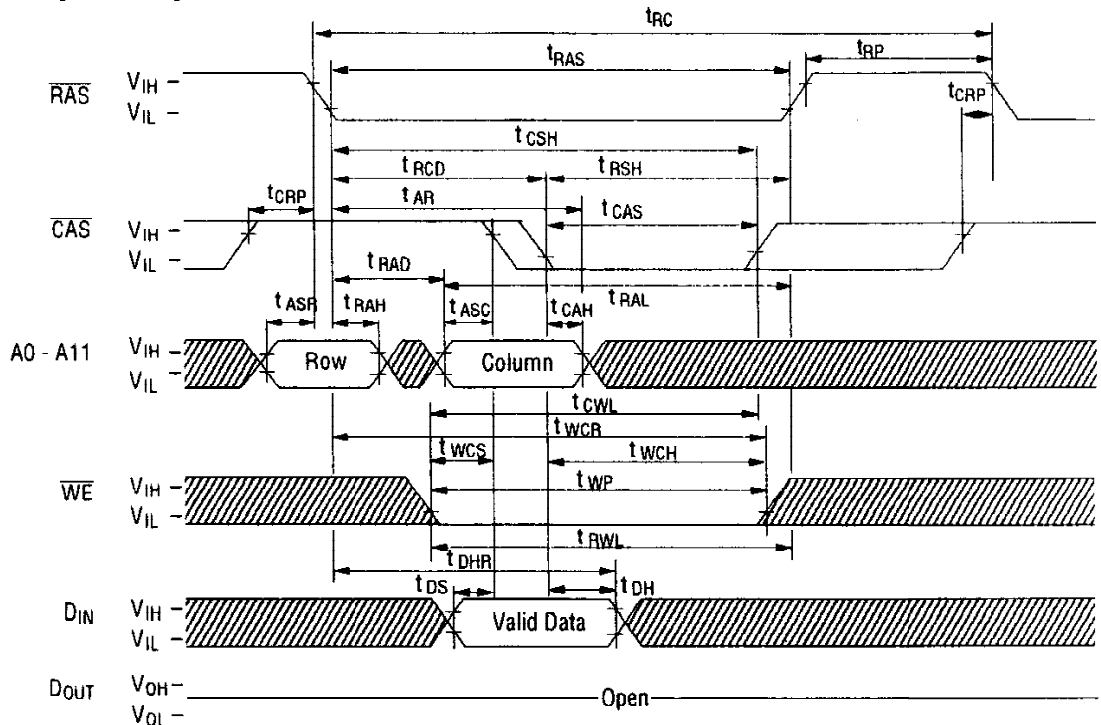 tRC
tRAS
tRP
RAS
VIH
VIL
tCRP
tCSH
tRCD
tRSH
tCRP
tAR
tCAS
CAS
VIH
VIL
tRAD
tRAL
tASR
tRAH
tASC
tCAH
A0 - A11
VIH
VIL
Row
Column
tCWL
tWCR
tWCS
tWCH
tWP
WE
VIH
VIL
tRWL
tDHR
tDS
tDH
DIN
VIH
VIL
Valid Data
DOUT
VOH
VOL
Open